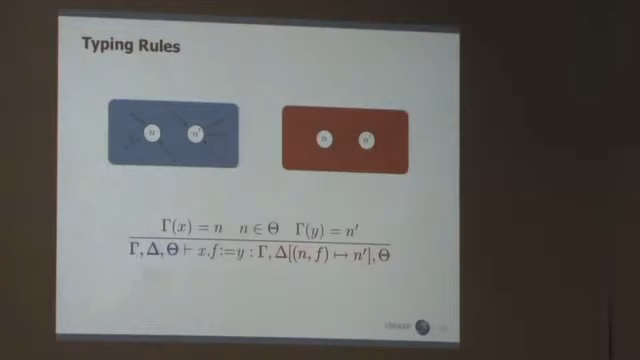 Typing Rules
n n' n n'
Γ(x) = n n ∈ Θ Γ(y) = n'
Γ, Δ, Θ ⊢ x.f := y : Γ, Δ[(n, f) ↦ n'], Θ